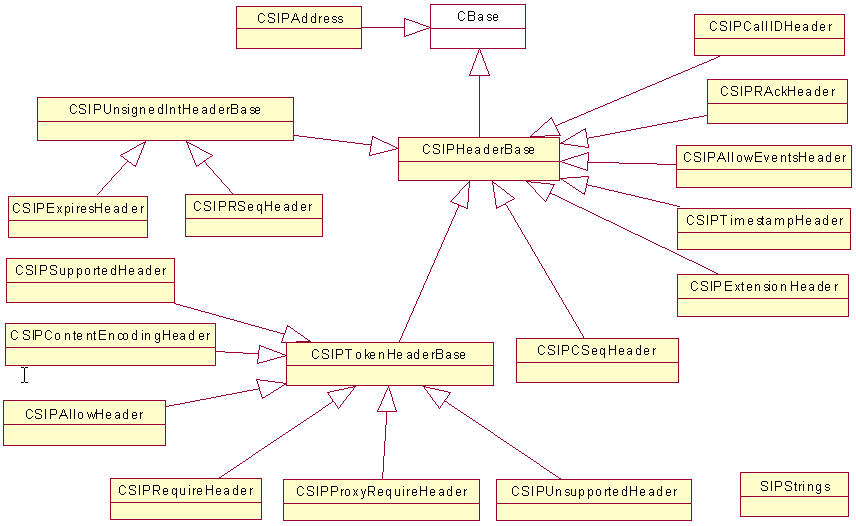 CSIPAddress
CBase
CSIPCallIDHeader
CSIPRAckHeader
CSIPUnsignedIntHeaderBase
CSIPHeaderBase
CSIPAllowEventsHeader
CSIPExpiresHeader
CSIPRSeqHeader
CSIPTimestampHeader
CSIPSupportedHeader
CSIPExtensionHeader
CSIPContentEncodingHeader
CSIPTokenHeaderBase
CSIPCSeqHeader
CSIPAllowHeader
CSIPRequireHeader
CSIPProxyRequireHeader
CSIPUnsupportedHeader
SIPStrings